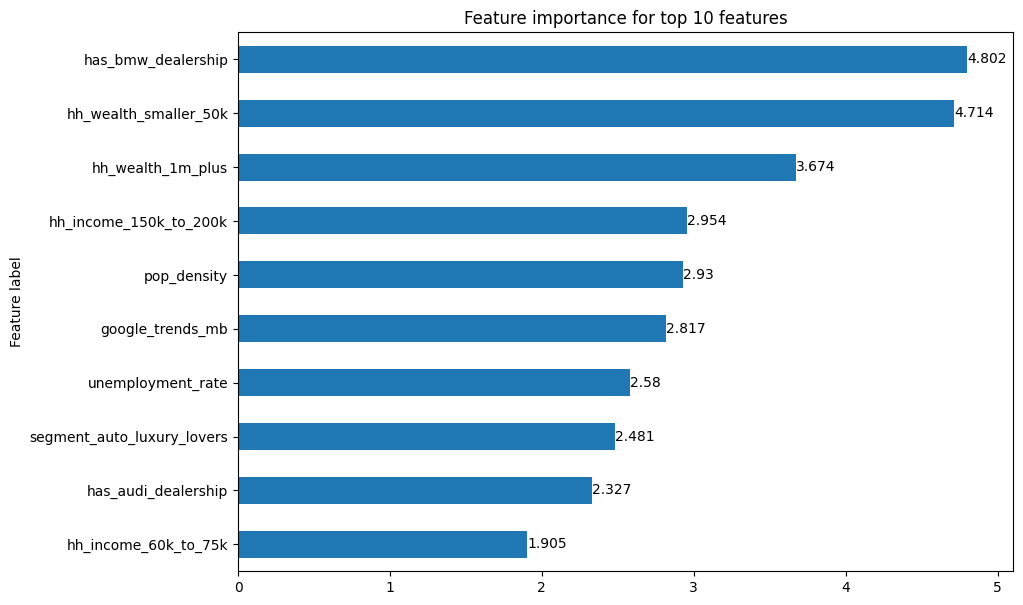 Feature importance for top 10 features
Feature label
has_bmw_dealership 4.802
hh_wealth_smaller_50k 4.714
hh_wealth_1m_plus 3.674
hh_income_150k_to_200k 2.954
pop_density 2.93
google_trends_mb 2.817
unemployment_rate 2.58
segment_auto_luxury_lovers 2.481
has_audi_dealership 2.327
hh_income_60k_to_75k 1.905
0 1 2 3 4 5